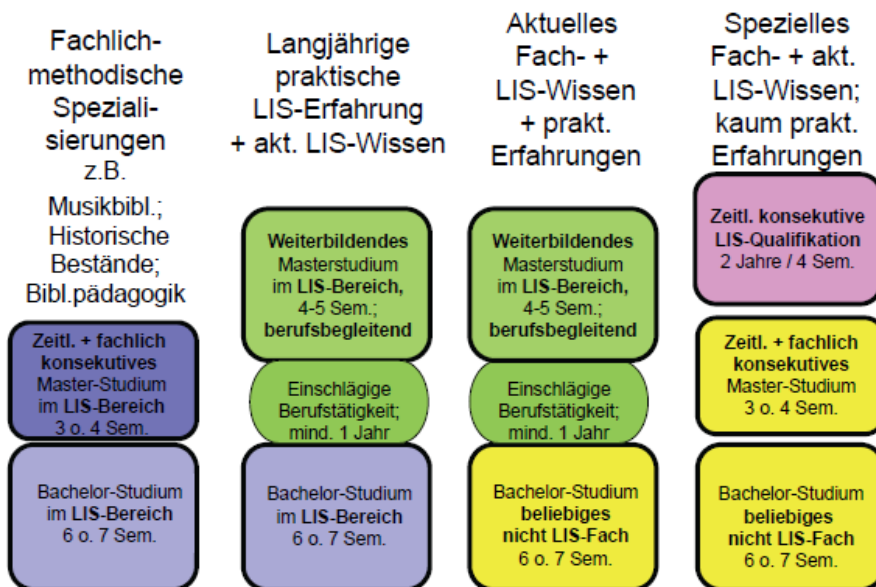 Fachlich-
methodische
Speziali-
sierungen
z.B.
Musikbibl.;
Historische
Bestände;
Bibl.pädagogik
Zeitl. + fachlich
konsekutives
Master-Studium
im LIS-Bereich
3 o. 4 Sem.
Bachelor-Studium
im LIS-Bereich
6 o. 7 Sem.
Langjährige
praktische
LIS-Erfahrung
+ akt. LIS-Wissen
Weiterbildendes
Masterstudium
im LIS-Bereich,
4-5 Sem.;
berufsbegleitend
Einschlägige
Berufstätigkeit;
mind. 1 Jahr
Bachelor-Studium
im LIS-Bereich
6 o. 7 Sem.
Aktuelles
Fach- +
LIS-Wissen
+ prakt.
Erfahrungen
Weiterbildendes
Masterstudium
im LIS-Bereich,
4-5 Sem.;
berufsbegleitend
Einschlägige
Berufstätigkeit;
mind. 1 Jahr
Bachelor-Studium
beliebiges
nicht LIS-Fach
6 o. 7 Sem.
Spezielles
Fach- + akt.
LIS-Wissen;
kaum prakt.
Erfahrungen
Zeitl. konsekutive
LIS-Qualifikation
2 Jahre / 4 Sem.
Zeitl. + fachlich
konsekutives
Master-Studium
3 o. 4 Sem.
Bachelor-Studium
beliebiges
nicht LIS-Fach
6 o. 7 Sem.